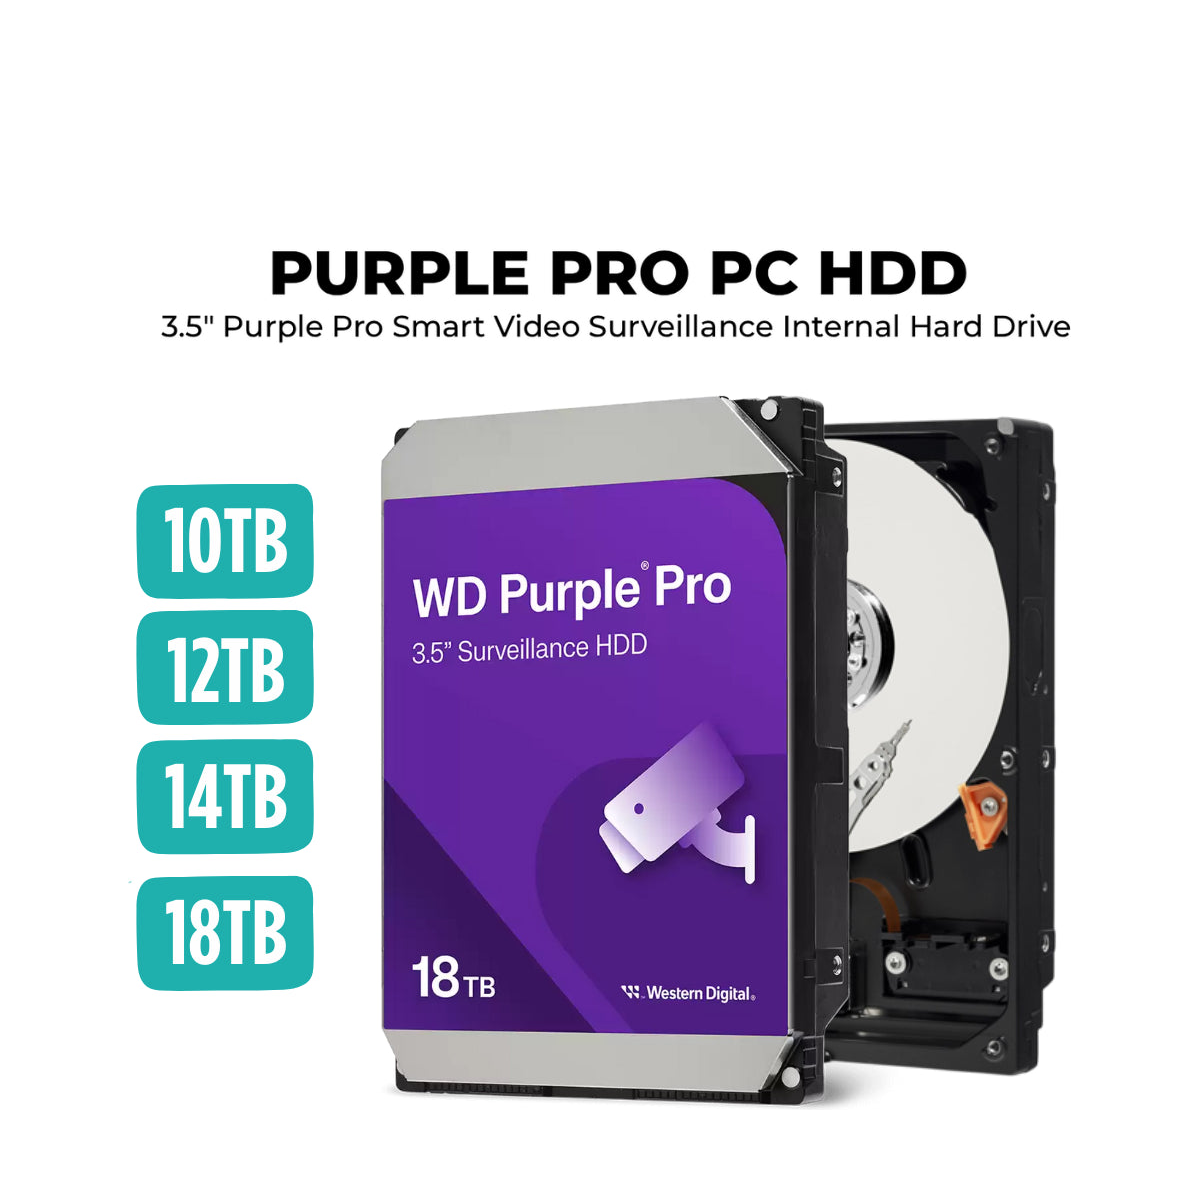 PURPLE PRO PC HDD
3.5" Purple Pro Smart Video Surveillance Internal Hard Drive
10TB
12TB
14TB
18TB
WD Purple® Pro
3.5” Surveillance HDD
18TB
Western Digital®